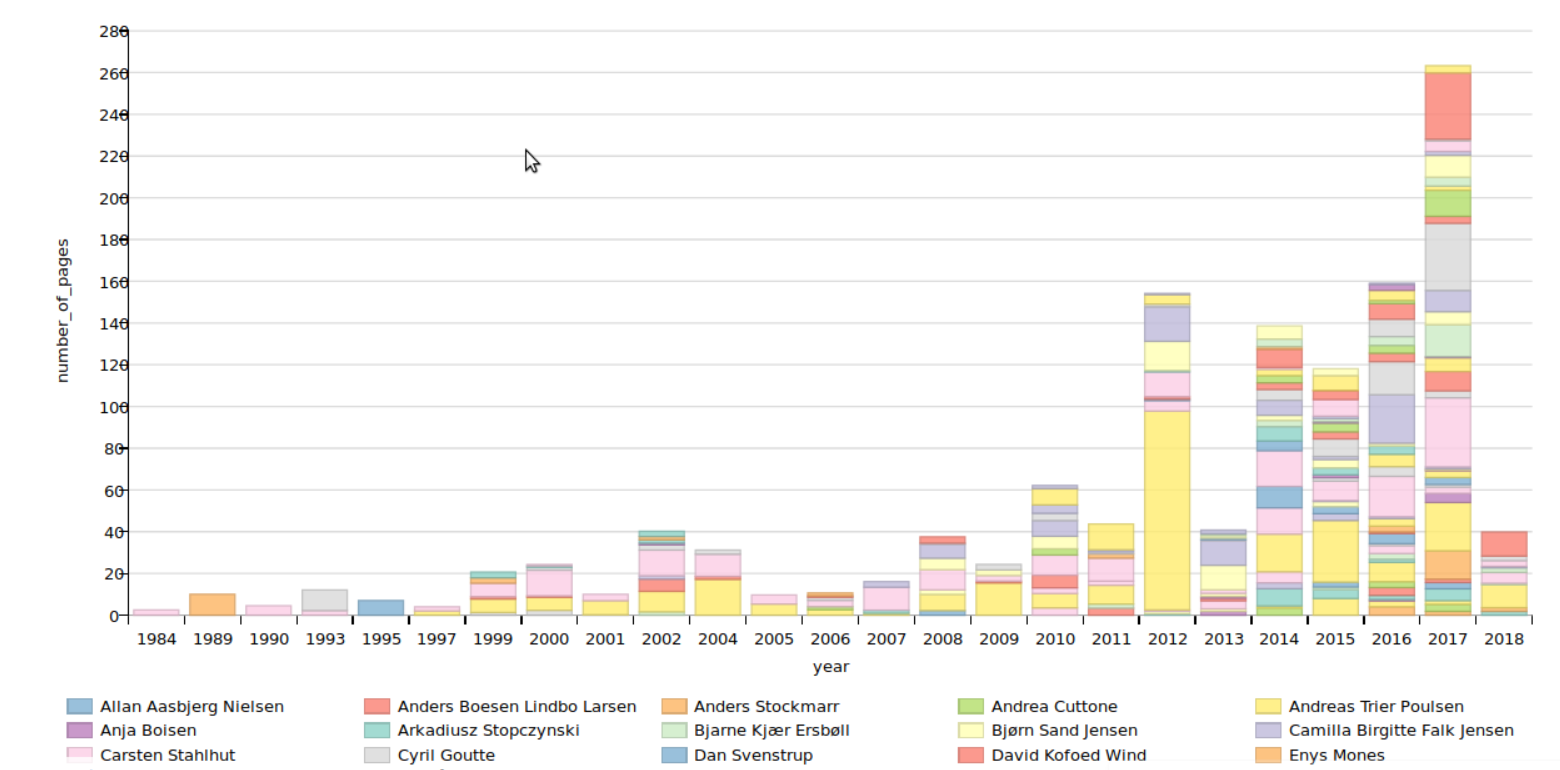 280
260
240
220
200
180
160
140
120
100
80
60
40
20
0
number_of_pages
1984 1989 1990 1993 1995 1997 1999 2000 2001 2002 2004 2005 2006 2007 2008 2009 2010 2011 2012 2013 2014 2015 2016 2017 2018
year
Allan Aasbjerg Nielsen Anders Boesen Lindbo Larsen Anders Stockmarr Andrea Cuttone Andreas Trier Poulsen
Anja Boisen Arkadiusz Stopczynski Bjarne Kjær Ersbøll Bjørn Sand Jensen Camilla Birgitte Falk Jensen
Carsten Stahlhut Cyril Goutte Dan Svenstrup David Kofoed Wind Enys Mones